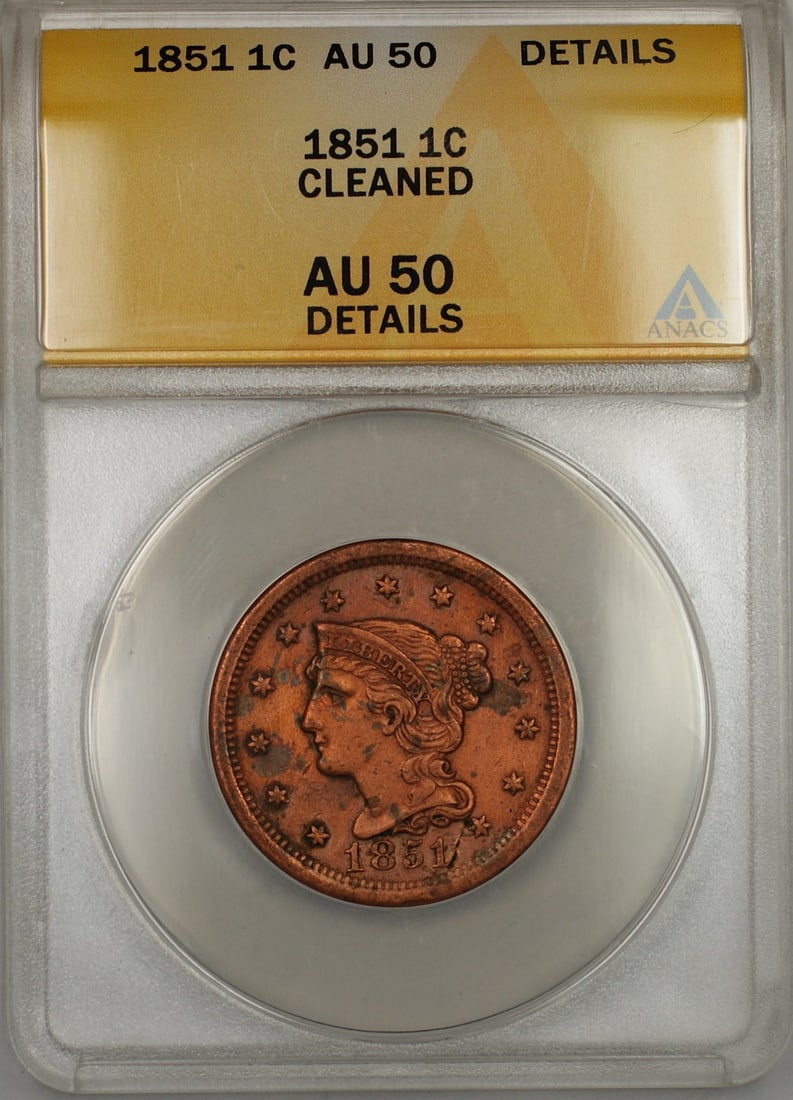 1851 1C AU 50 DETAILS
1851 1C
CLEANED
AU 50
DETAILS
ANACS
LIBERTY
1851